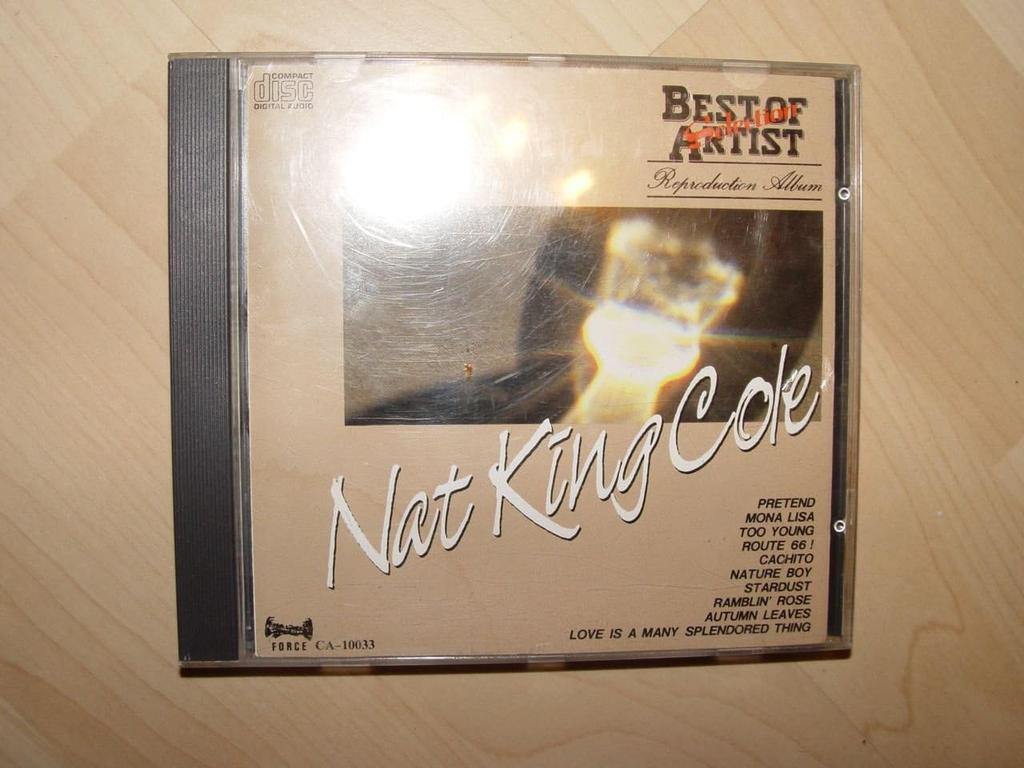 COMPACT
disc
DIGITAL AUDIO
BEST OF
Selection
ARTIST
Reproduction Album
Nat King Cole
PRETEND
MONA LISA
TOO YOUNG
ROUTE 66 !
CACHITO
NATURE BOY
STARDUST
RAMBLIN' ROSE
AUTUMN LEAVES
LOVE IS A MANY SPLENDORED THING
FORCE CA-10033